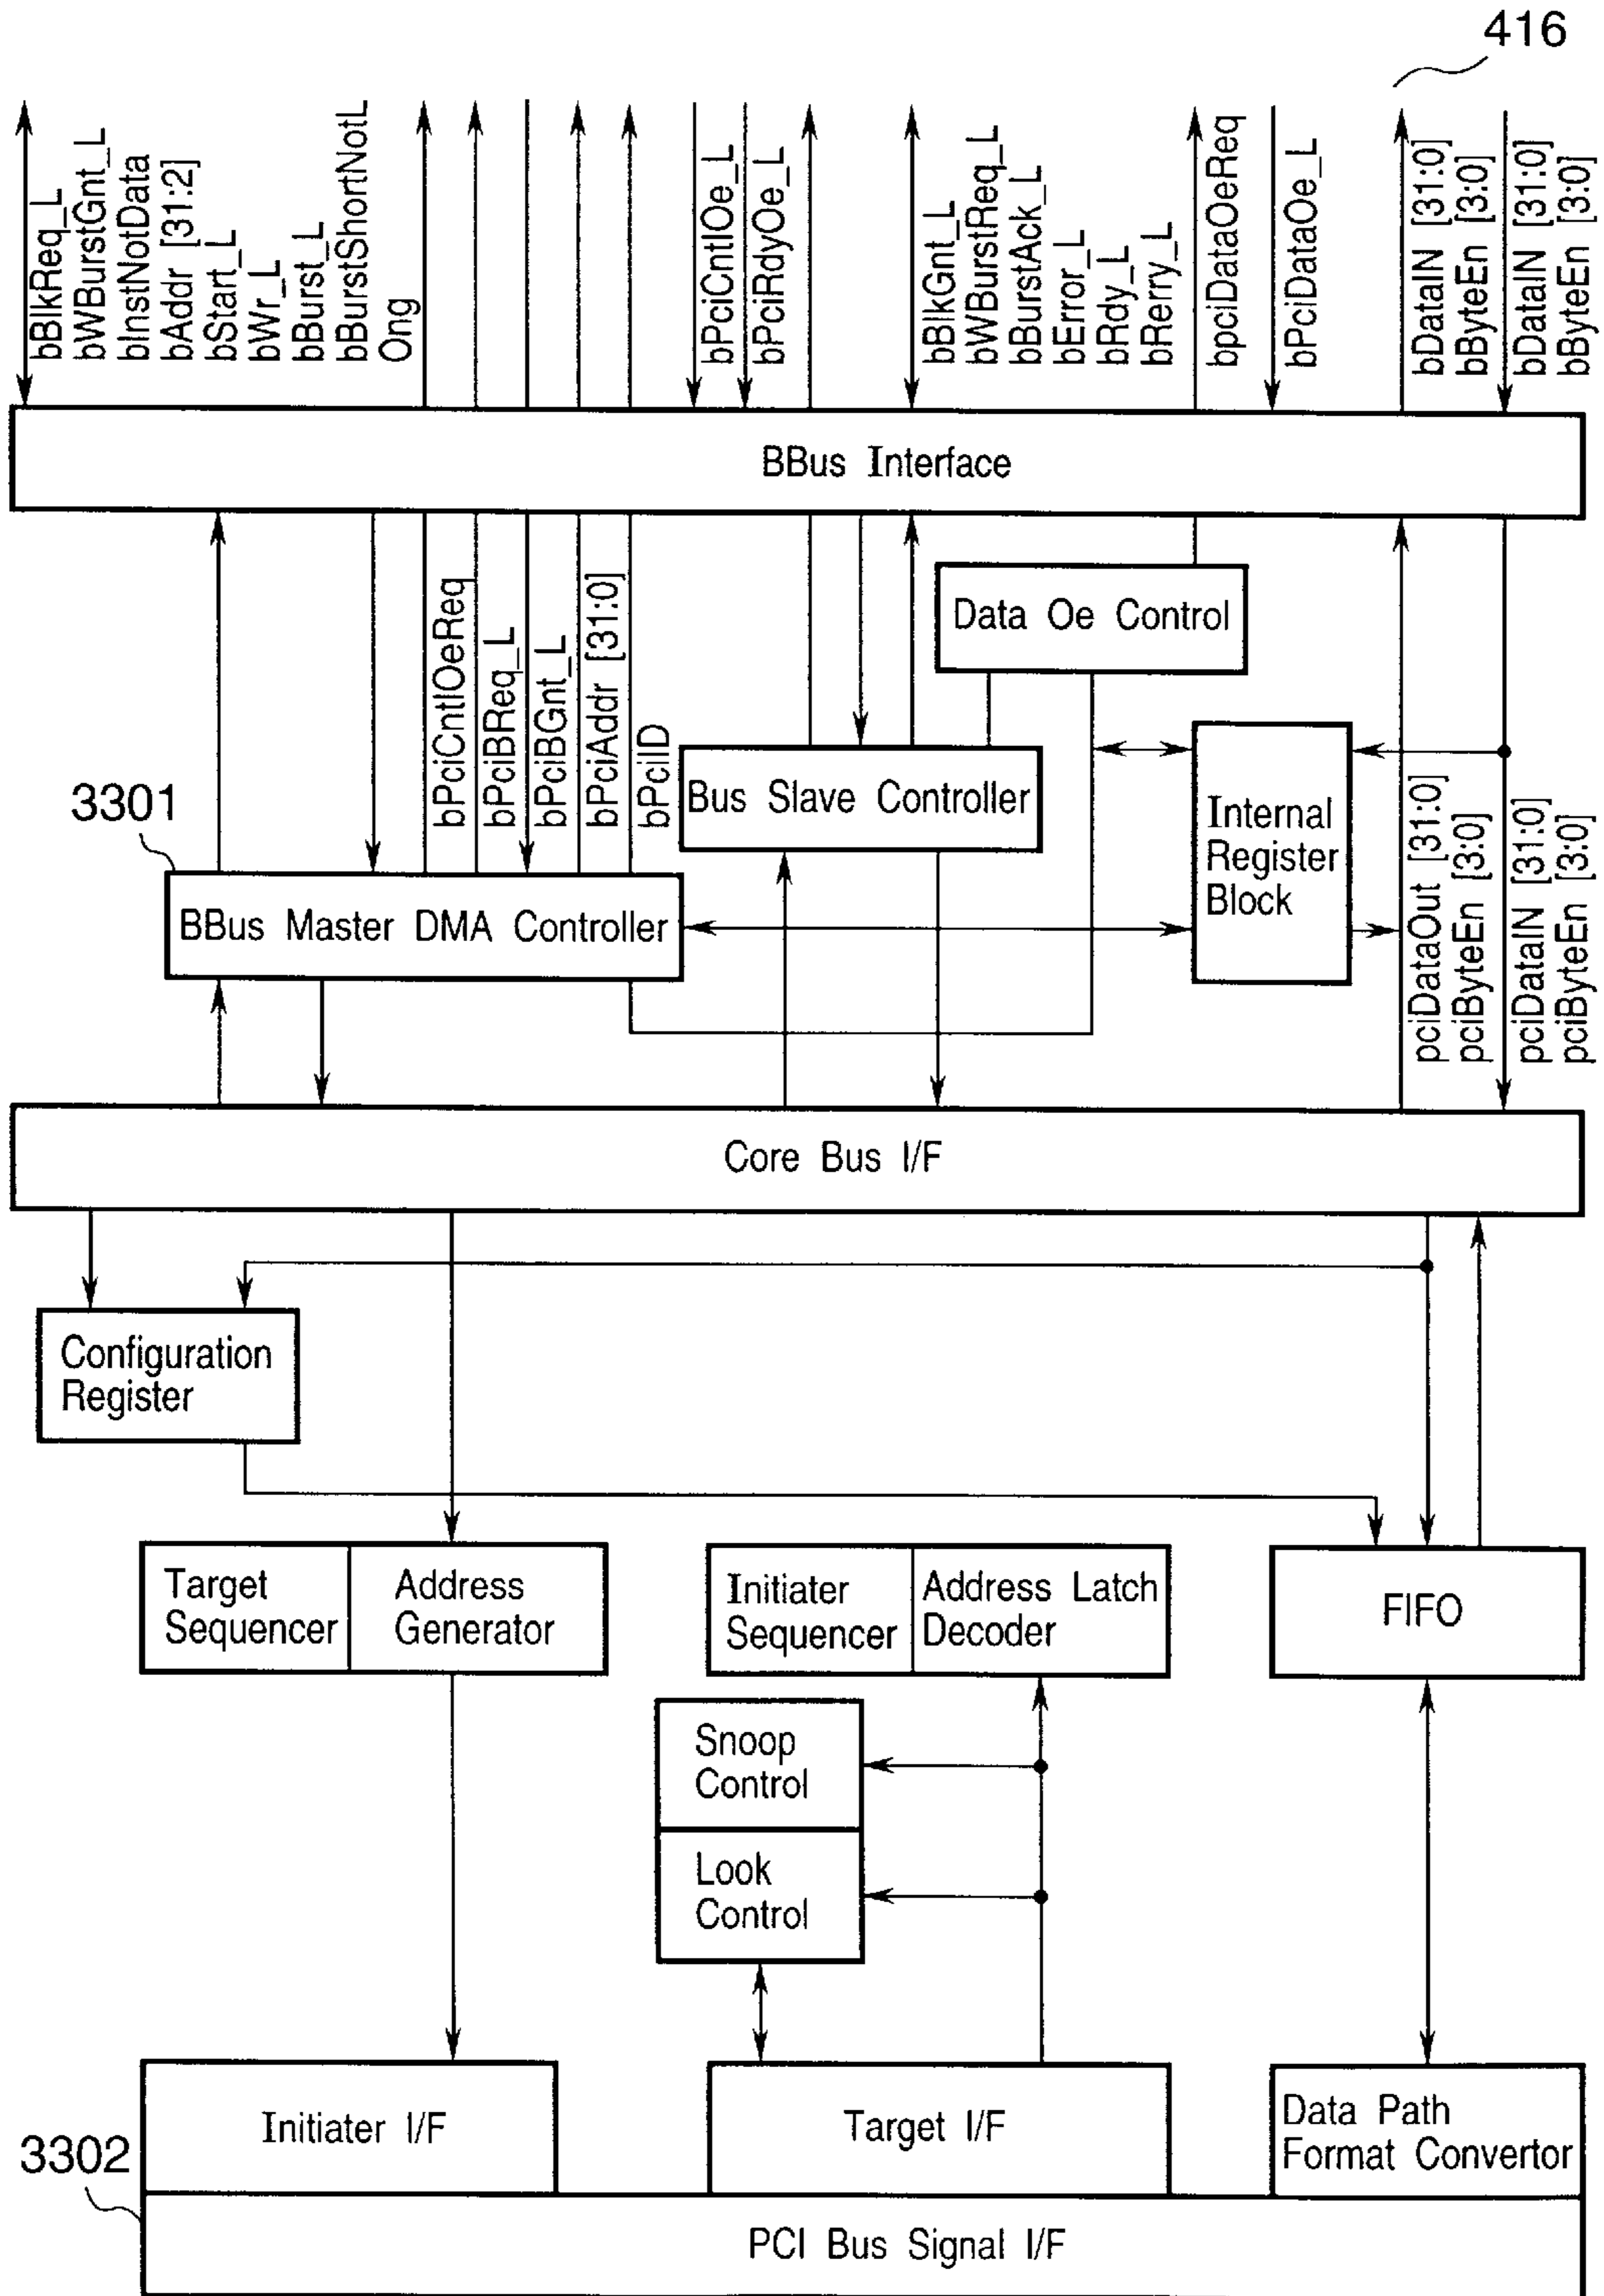 416
bBlkReq_L
bWBurstGnt_L
bInstNotData
bAddr [31:2]
bStart_L
bWr_L
bBurst_L
bBurstShortNotL
Ong
bPciCntlOe_L
bPciRdyOe_L
bBlkGnt_L
bWBurstReq_L
bBurstAck_L
bError_L
bRdy_L
bRerry_L
bpciDataOeReq
bPciDataOe_L
bDataIN [31:0]
bByteEn [3:0]
bDataIN [31:0]
bByteEn [3:0]
BBus Interface
Data Oe Control
bPciCntlOeReq
bPciBReq_L
bPciBGnt_L
bPciAddr [31:0]
bPciID
Bus Slave Controller
Internal
Register
Block
pciDataOut [31:0]
pciByteEn [3:0]
pciDataIN [31:0]
pciByteEn [3:0]
3301
BBus Master DMA Controller
Core Bus I/F
Configuration
Register
Target
Sequencer
Address
Generator
Initiater
Sequencer
Address Latch
Decoder
FIFO
Snoop
Control
Look
Control
Initiater I/F
Target I/F
Data Path
Format Convertor
3302
PCI Bus Signal I/F